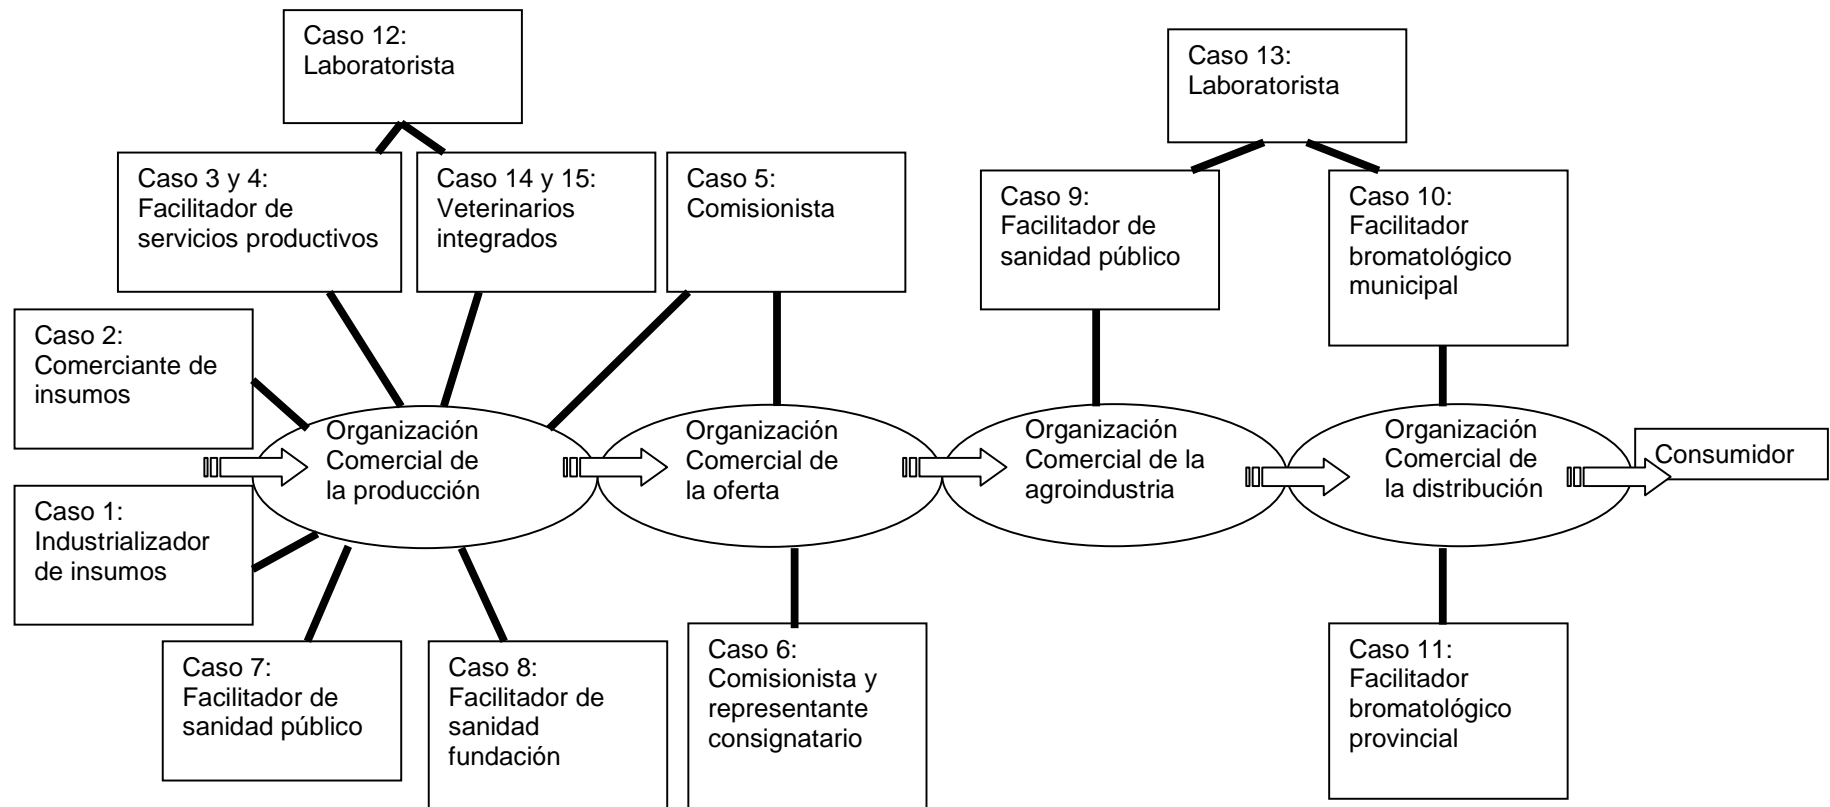 Caso 12:
Laboratorista
Caso 13:
Laboratorista
Caso 3 y 4:
Facilitador de
servicios productivos
Caso 14 y 15:
Veterinarios
integrados
Caso 5:
Comisionista
Caso 9:
Facilitador de
sanidad público
Caso 10:
Facilitador
bromatológico
municipal
Caso 2:
Comerciante de
insumos
Organización
Comercial de
la producción
Organización
Comercial de
la oferta
Organización
Comercial de la
agroindustria
Organización
Comercial de
la distribución
Consumidor
Caso 1:
Industrializador
de insumos
Caso 7:
Facilitador de
sanidad público
Caso 8:
Facilitador de
sanidad
fundación
Caso 6:
Comisionista y
representante
consignatario
Caso 11:
Facilitador
bromatológico
provincial